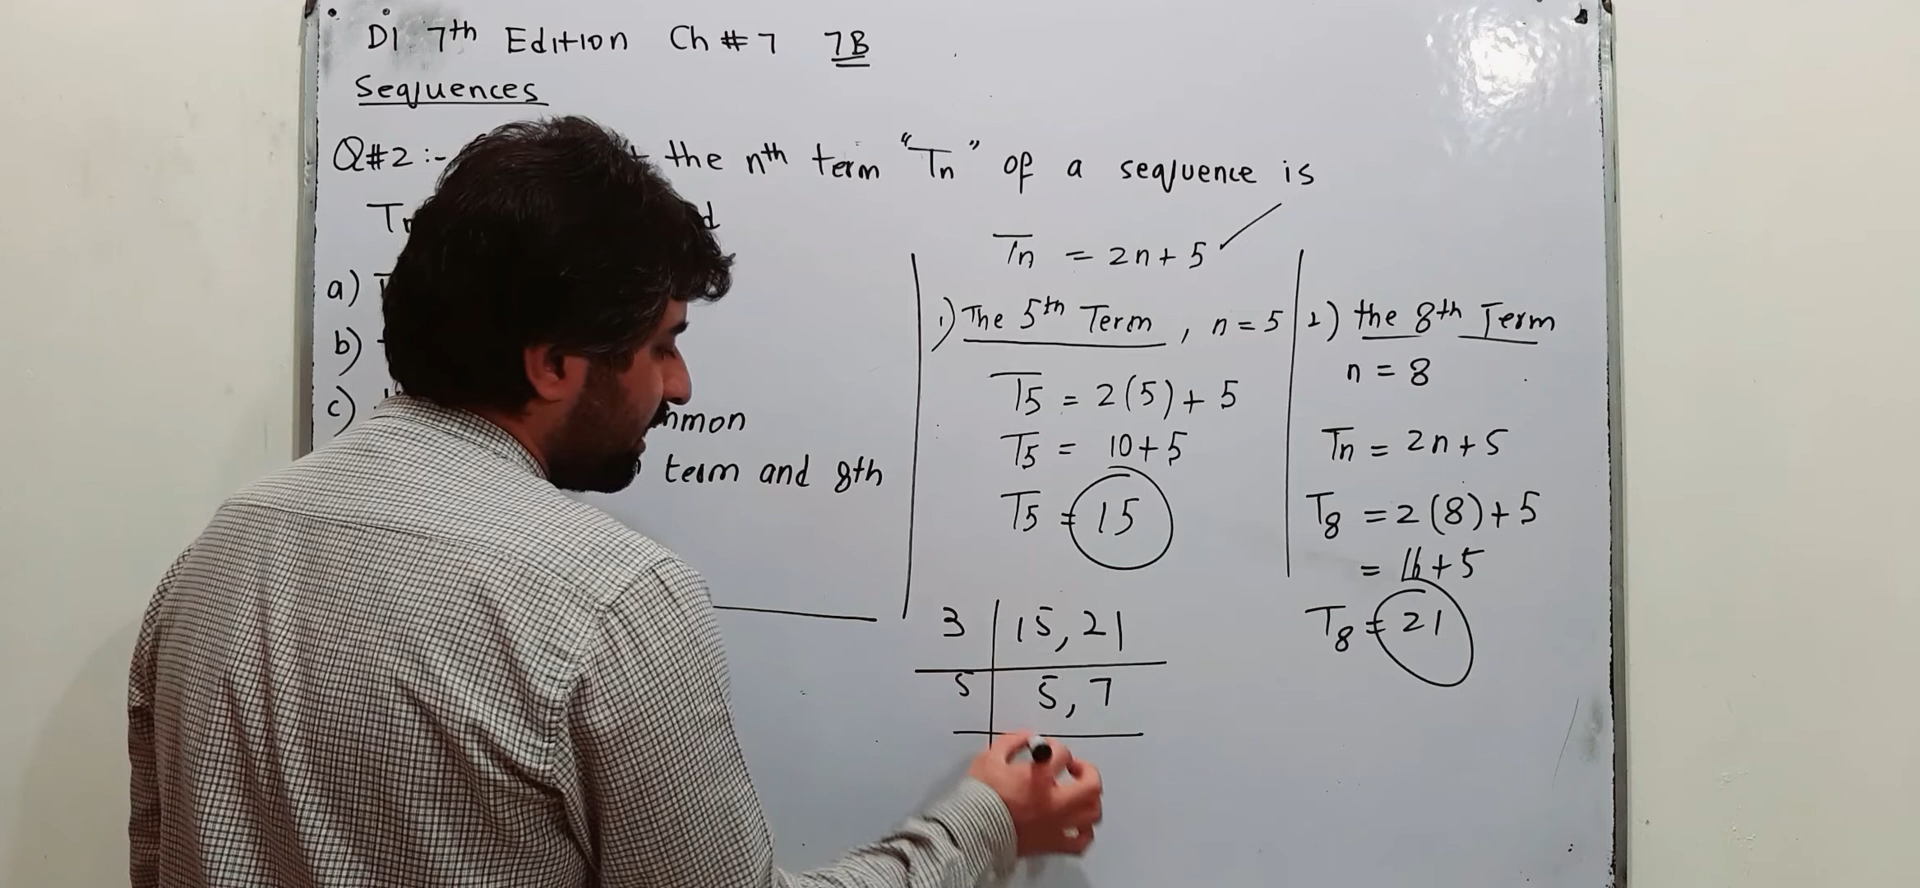 D1 7th Edition Ch # 7 7B
Sequences
Q#2 :- the nth term "Tn" of a sequence is
Tn = 2n + 5 ✓
a)
b)
c)
mmon
term and 8th
1) The 5th Term , n = 5
T5 = 2(5) + 5
T5 = 10+5
T5 = 15
3 | 15, 21
5 | 5, 7
2) the 8th Term
n = 8
Tn = 2n + 5
T8 = 2(8) + 5
= 16 + 5
T8 = 21